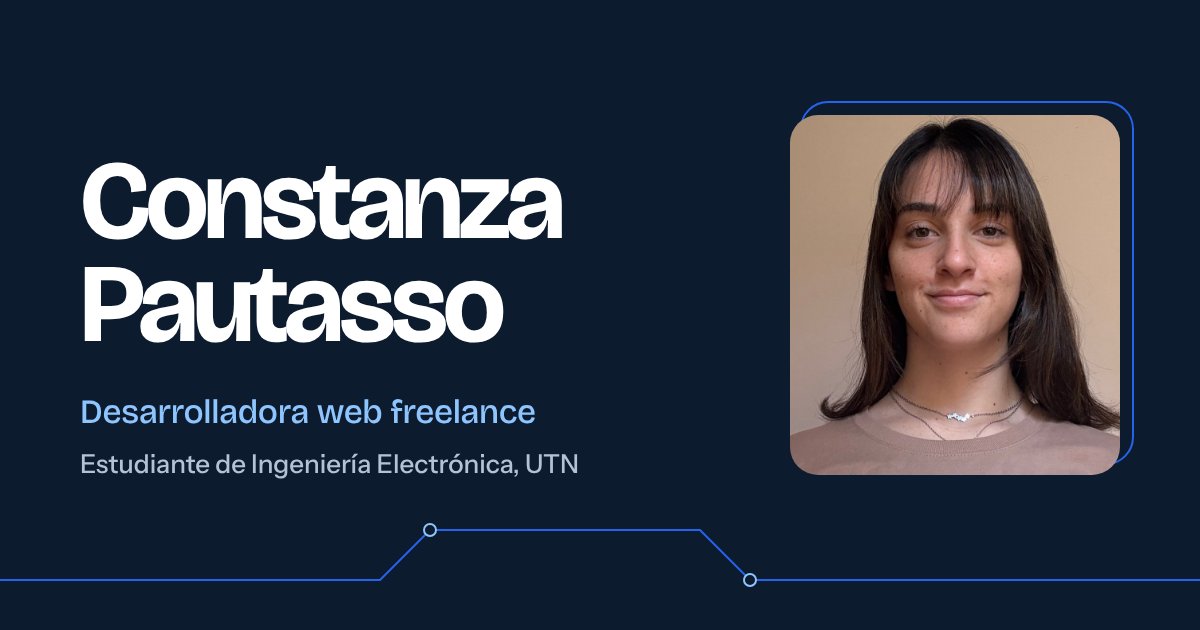 Constanza
Pautasso
Desarrolladora web freelance
Estudiante de Ingeniería Electrónica, UTN